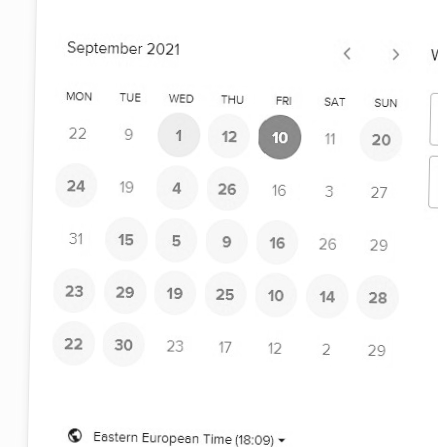 September 2021 < > W
MON TUE WED THU FRI SAT SUN
22 9 1 12 10 11 20
24 19 4 26 16 3 27
31 15 5 9 16 26 29
23 29 19 25 10 14 28
22 30 23 17 12 2 29
Eastern European Time (18:09)